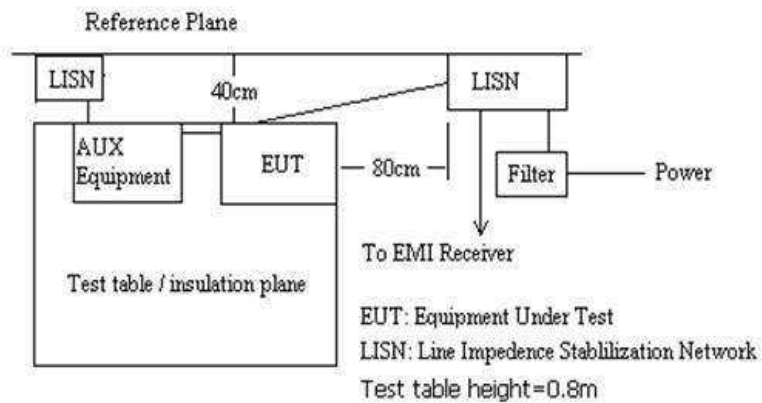 Reference Plane
LISN
40cm
LISN
AUX
Equipment
EUT
80cm
Filter
Power
To EMI Receiver
Test table / insulation plane
EUT: Equipment Under Test
LISN: Line Impedence Stablilization Network
Test table height=0.8m